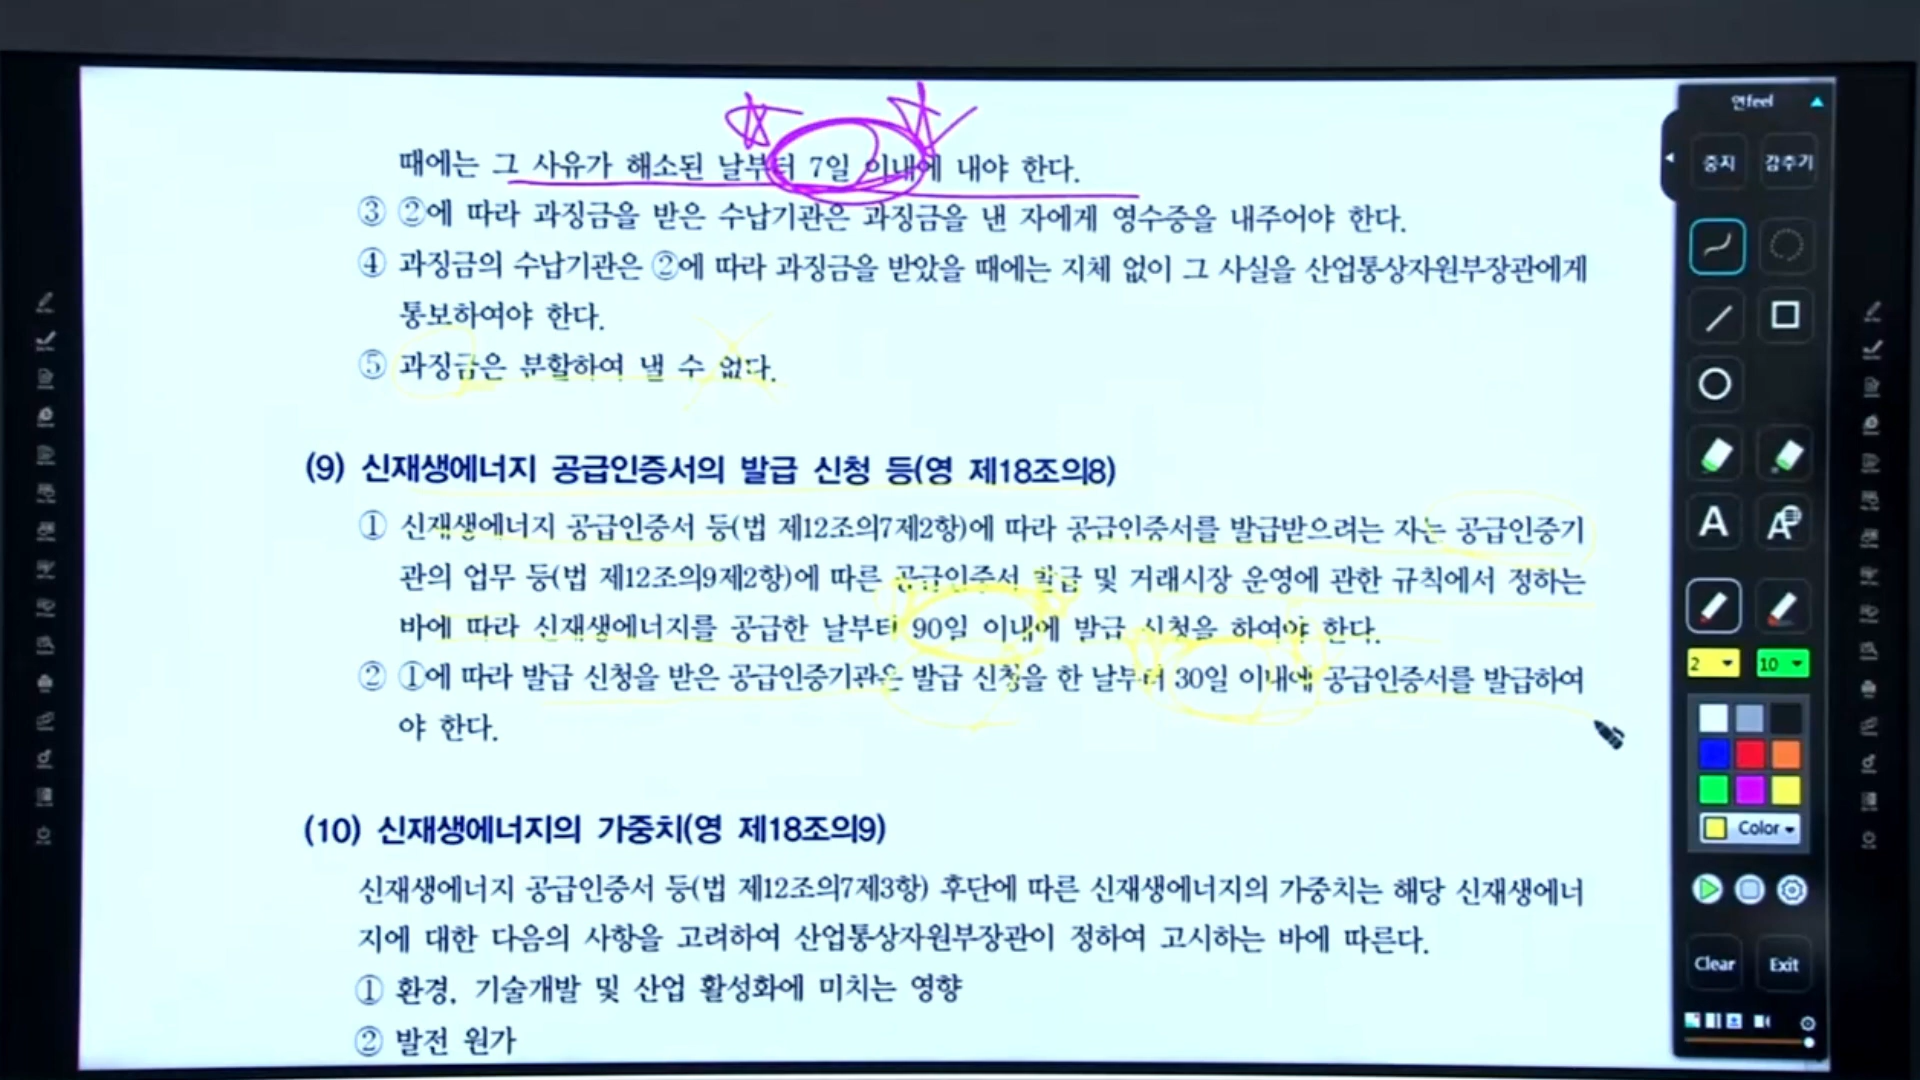 때에는 그 사유가 해소된 날부터 7일 이내에 내야 한다.
③ ②에 따라 과징금을 받은 수납기관은 과징금을 낸 자에게 영수증을 내주어야 한다.
④ 과징금의 수납기관은 ②에 따라 과징금을 받았을 때에는 지체 없이 그 사실을 산업통상자원부장관에게
통보하여야 한다.
⑤ 과징금은 분할하여 낼 수 없다.
(9) 신재생에너지 공급인증서의 발급 신청 등(영 제18조의8)
① 신재생에너지 공급인증서 등(법 제12조의7제2항)에 따라 공급인증서를 발급받으려는 자는 공급인증기
관의 업무 등(법 제12조의9제2항)에 따른 공급인증서 발급 및 거래시장 운영에 관한 규칙에서 정하는
바에 따라 신재생에너지를 공급한 날부터 90일 이내에 발급 신청을 하여야 한다.
② ①에 따라 발급 신청을 받은 공급인증기관은 발급 신청을 한 날부터 30일 이내에 공급인증서를 발급하여
야 한다.
(10) 신재생에너지의 가중치(영 제18조의9)
신재생에너지 공급인증서 등(법 제12조의7제3항) 후단에 따른 신재생에너지의 가중치는 해당 신재생에너
지에 대한 다음의 사항을 고려하여 산업통상자원부장관이 정하여 고시하는 바에 따른다.
① 환경, 기술개발 및 산업 활성화에 미치는 영향
② 발전 원가
연feel
중지 감추기
A A
2 10
Color
Clear Exit